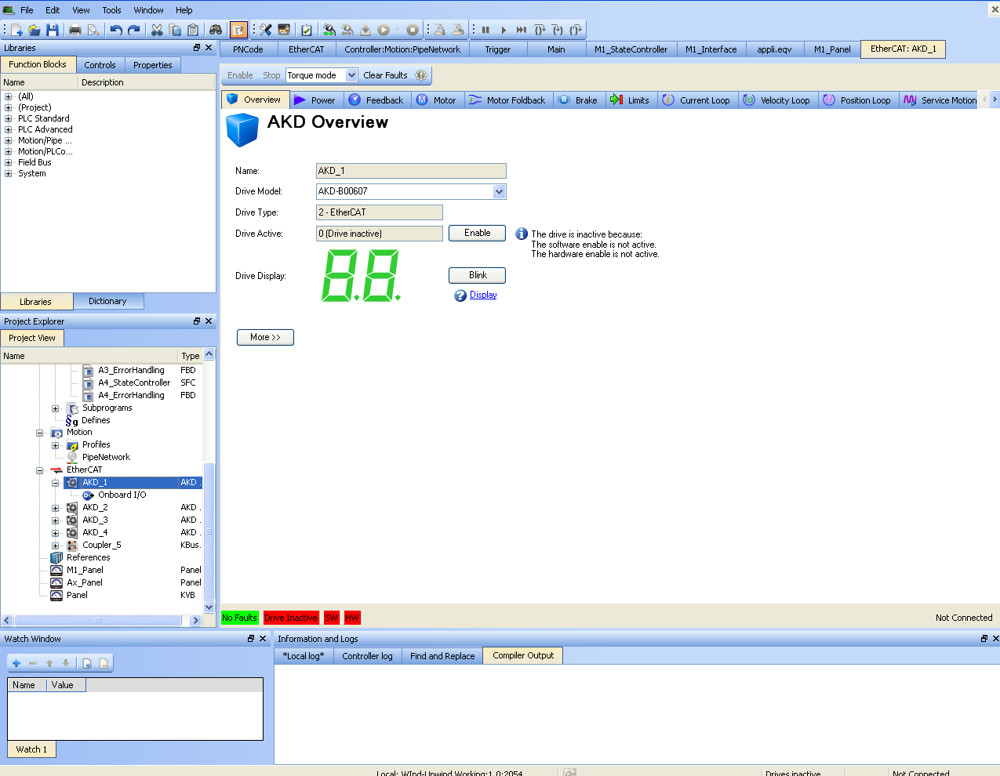 File Edit View Tools Window Help
Libraries
Function Blocks Controls Properties
Name Description
(All)
(Project)
PLC Standard
PLC Advanced
Motion/Pipe ...
Motion/PLCo...
Field Bus
System
Libraries Dictionary
Project Explorer
Project View
Name Type
A3_ErrorHandling FBD
A4_StateController SFC
A4_ErrorHandling FBD
Subprograms
Defines
Motion
Profiles
PipeNetwork
EtherCAT
AKD_1 AKD .
Onboard I/O
AKD_2 AKD .
AKD_3 AKD .
AKD_4 AKD .
Coupler_5 KBus.
References
M1_Panel Panel
Ax_Panel Panel
Panel KVB
PNCode EtherCAT Controller:Motion:PipeNetwork Trigger Main M1_StateController M1_Interface appli.eqv M1_Panel EtherCAT: AKD_1
Enable Stop Torque mode Clear Faults
Overview Power Feedback Motor Motor Foldback Brake Limits Current Loop Velocity Loop Position Loop Service Motion
AKD Overview
Name: AKD_1
Drive Model: AKD-B00607
Drive Type: 2 - EtherCAT
Drive Active: 0 (Drive inactive) Enable
The drive is inactive because:
The software enable is not active.
The hardware enable is not active.
Drive Display: 8.8. Blink
Display
More >>
No Faults Drive Inactive SW HW Not Connected
Watch Window
Name Value
Watch 1
Information and Logs
*Local log* Controller log Find and Replace Compiler Output
Local: WInd-Unwind Working:1.0:2054 Drives inactive Not Connected